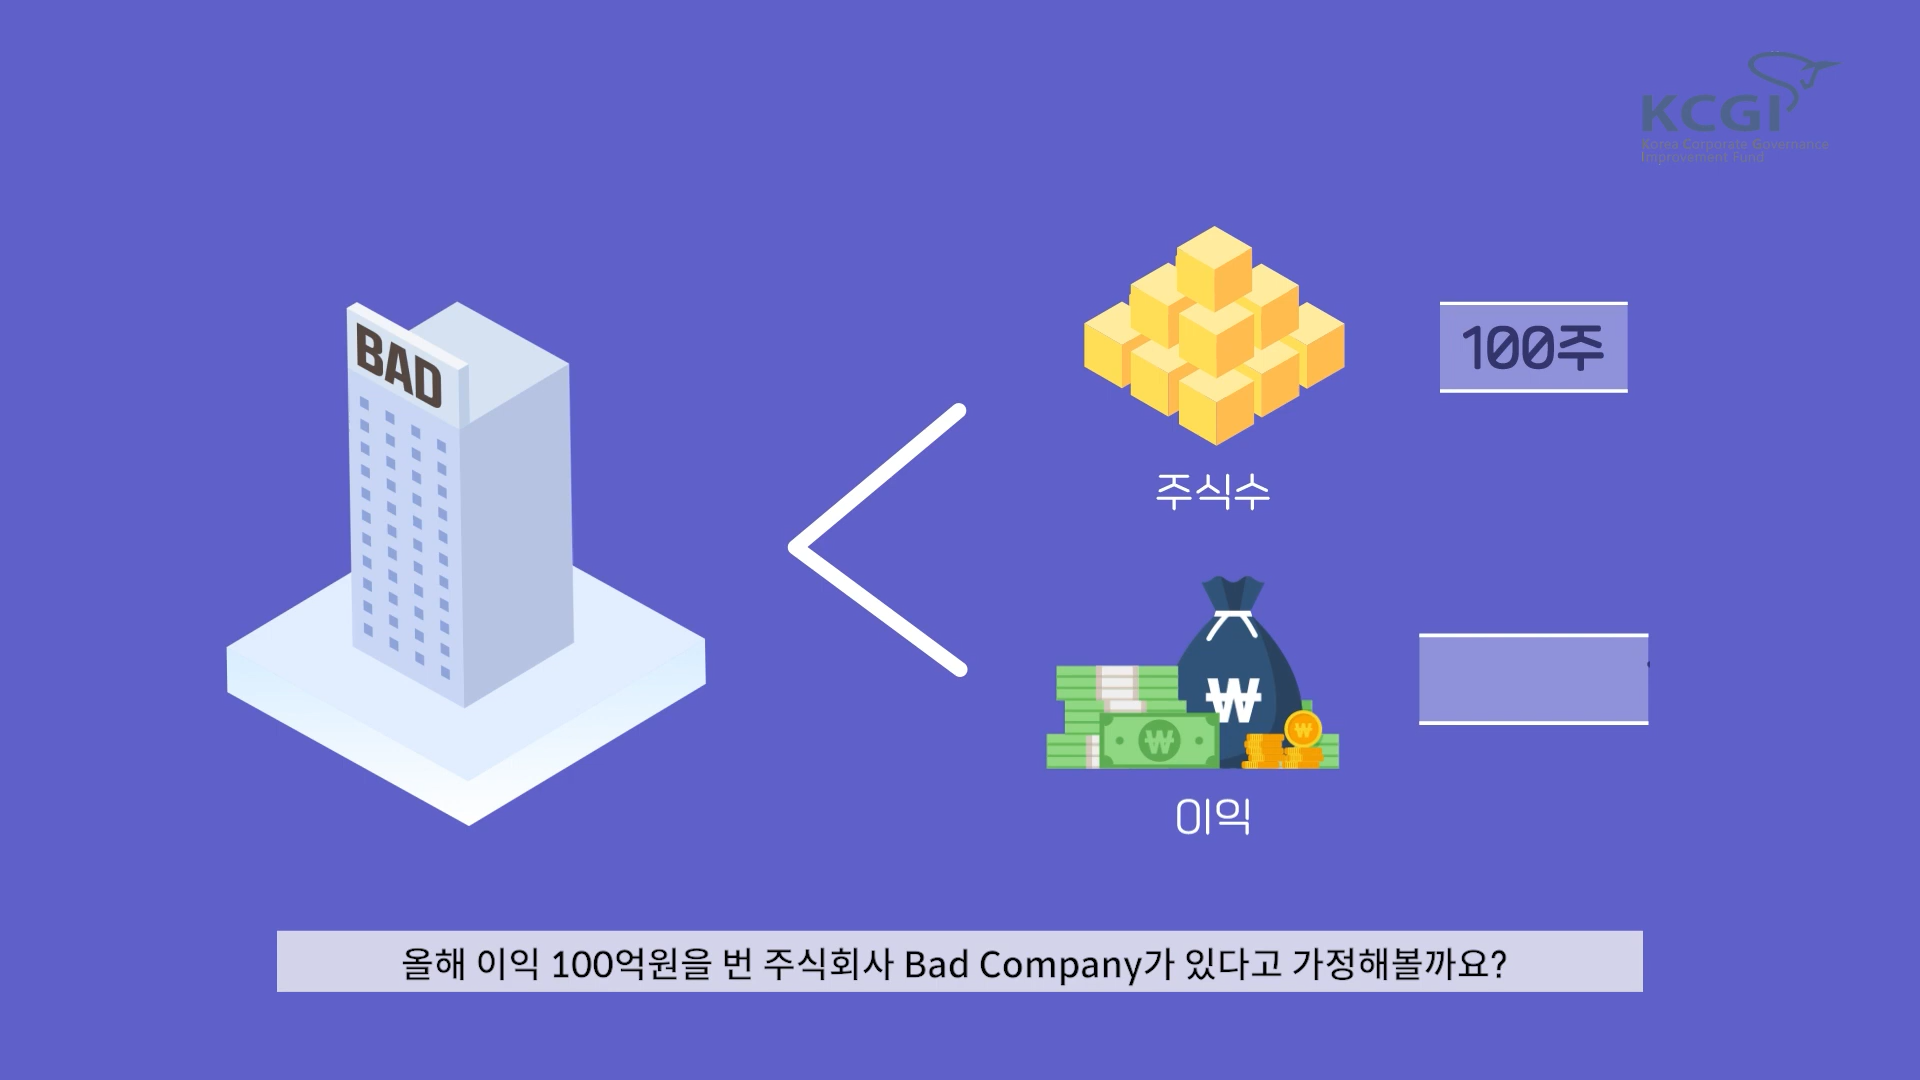 KCGI
Korea Corporate Governance
Improvement Fund
BAD
100주
주식수
₩
₩
₩
이익
올해 이익 100억원을 번 주식회사 Bad Company가 있다고 가정해볼까요?